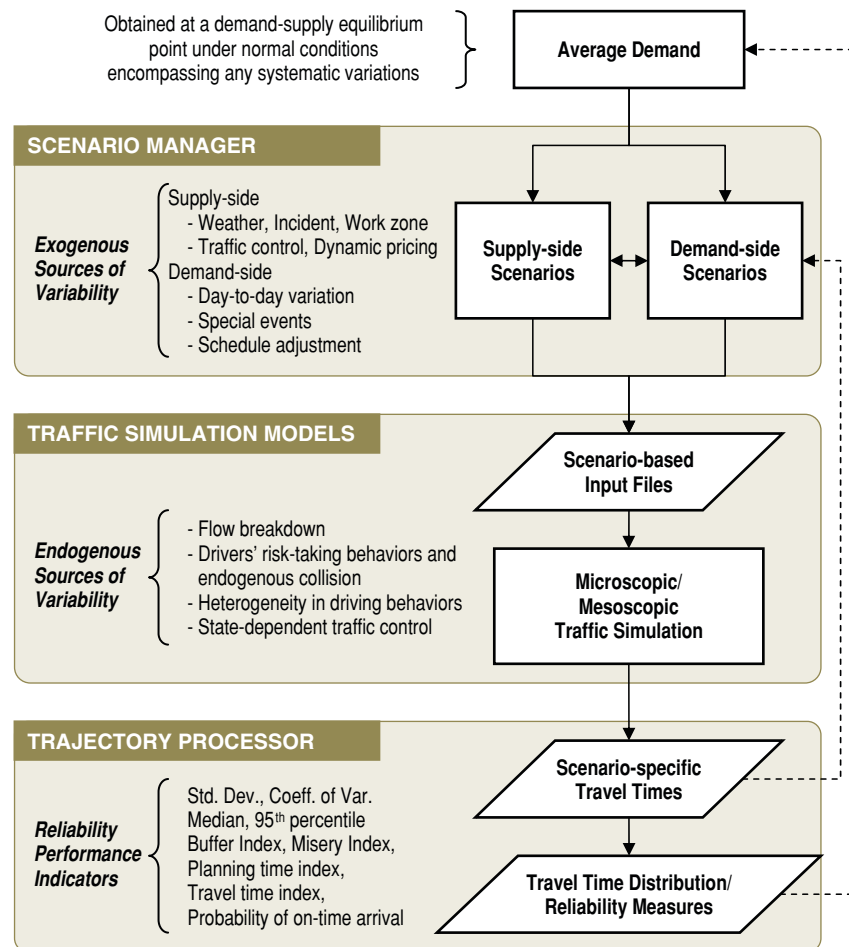 Obtained at a demand-supply equilibrium
point under normal conditions
encompassing any systematic variations
Average Demand
SCENARIO MANAGER
Exogenous
Sources of
Variability
Supply-side
- Weather, Incident, Work zone
- Traffic control, Dynamic pricing
Demand-side
- Day-to-day variation
- Special events
- Schedule adjustment
Supply-side
Scenarios
Demand-side
Scenarios
TRAFFIC SIMULATION MODELS
Scenario-based
Input Files
Endogenous
Sources of
Variability
- Flow breakdown
- Drivers’ risk-taking behaviors and
endogenous collision
- Heterogeneity in driving behaviors
- State-dependent traffic control
Microscopic/
Mesoscopic
Traffic Simulation
TRAJECTORY PROCESSOR
Scenario-specific
Travel Times
Reliability
Performance
Indicators
Std. Dev., Coeff. of Var.
Median, 95th percentile
Buffer Index, Misery Index,
Planning time index,
Travel time index,
Probability of on-time arrival
Travel Time Distribution/
Reliability Measures